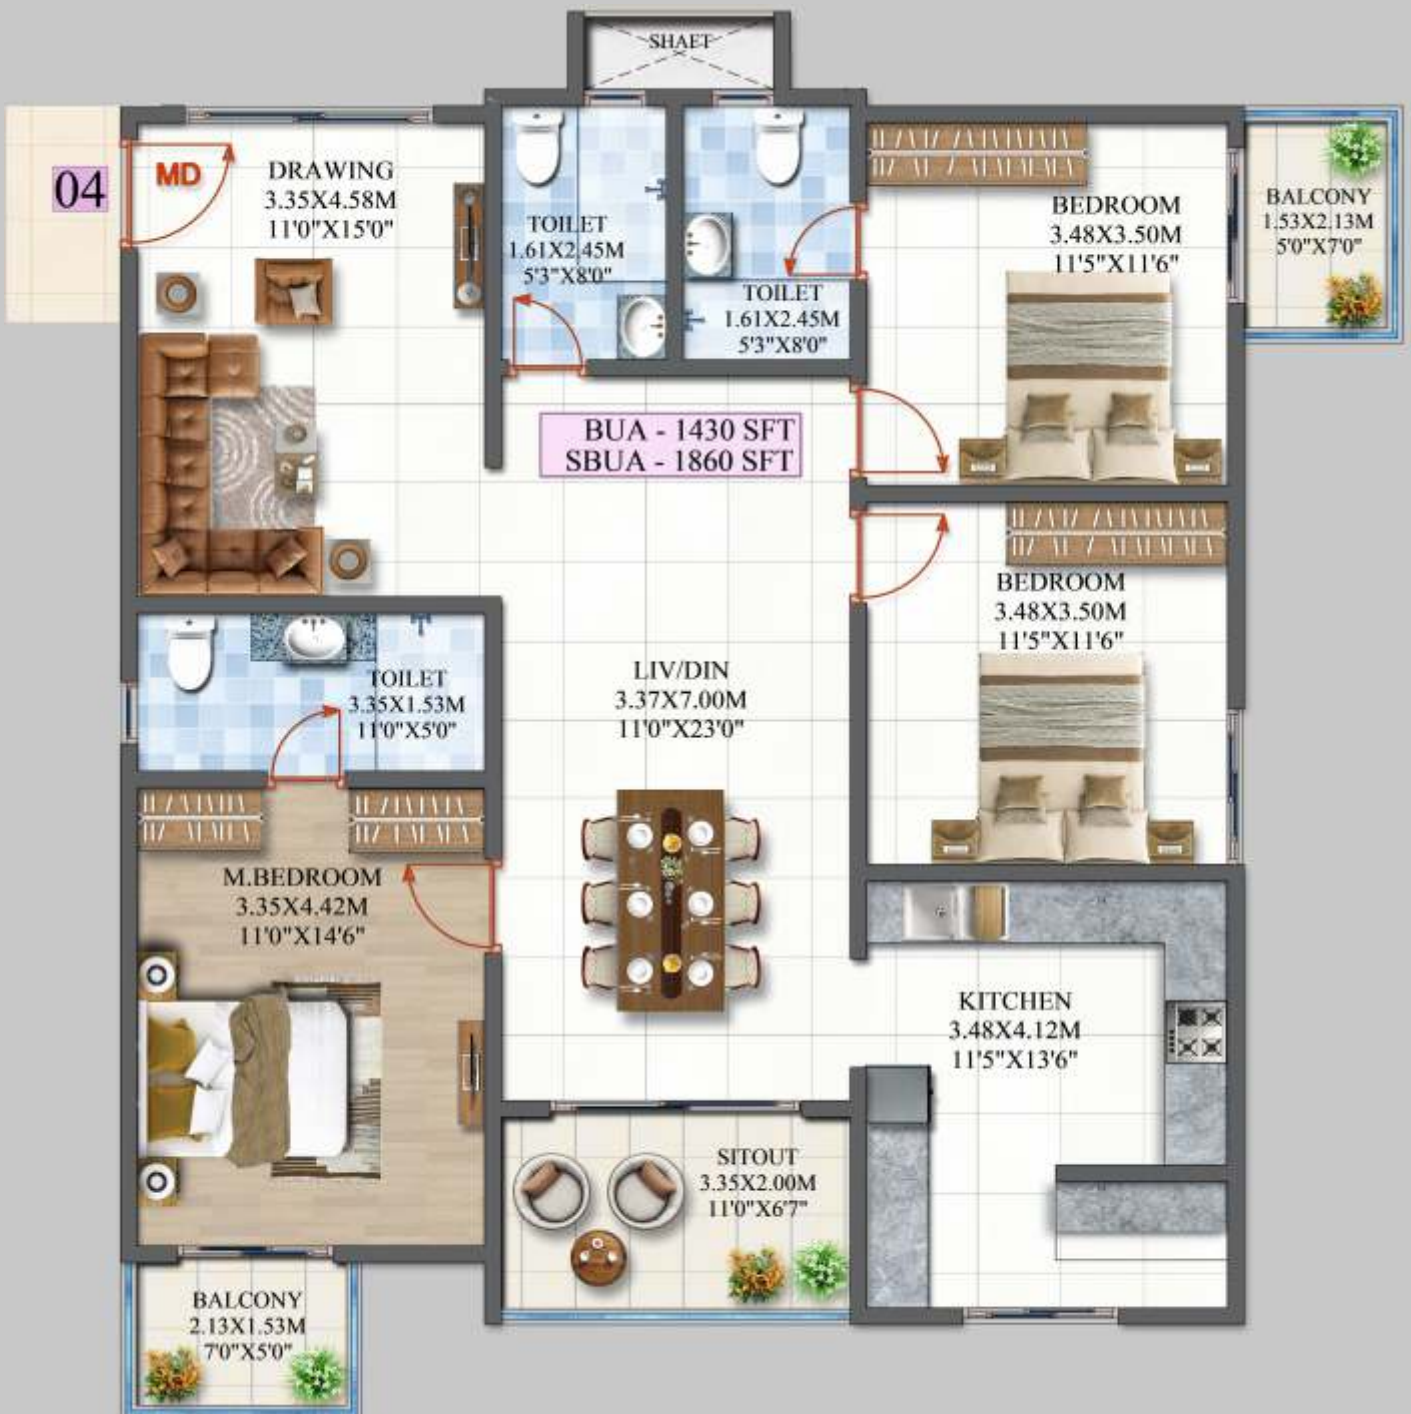 SHAFT
04
MD
DRAWING
3.35X4.58M
11'0"X15'0"
TOILET
1.61X2.45M
5'3"X8'0"
TOILET
1.61X2.45M
5'3"X8'0"
BEDROOM
3.48X3.50M
11'5"X11'6"
BALCONY
1.53X2.13M
5'0"X7'0"
BUA - 1430 SFT
SBUA - 1860 SFT
BEDROOM
3.48X3.50M
11'5"X11'6"
TOILET
3.35X1.53M
11'0"X5'0"
LIV/DIN
3.37X7.00M
11'0"X23'0"
M.BEDROOM
3.35X4.42M
11'0"X14'6"
KITCHEN
3.48X4.12M
11'5"X13'6"
SITOUT
3.35X2.00M
11'0"X6'7"
BALCONY
2.13X1.53M
7'0"X5'0"